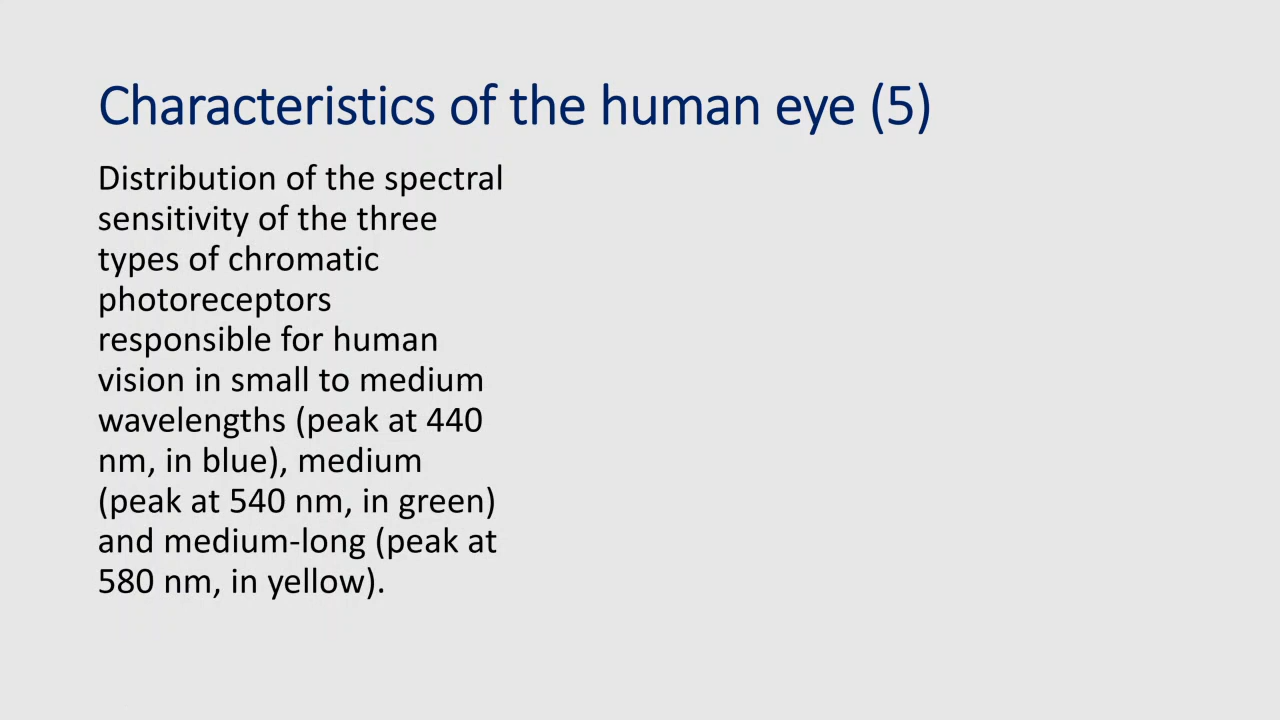 Characteristics of the human eye (5)
Distribution of the spectral
sensitivity of the three
types of chromatic
photoreceptors
responsible for human
vision in small to medium
wavelengths (peak at 440
nm, in blue), medium
(peak at 540 nm, in green)
and medium-long (peak at
580 nm, in yellow).